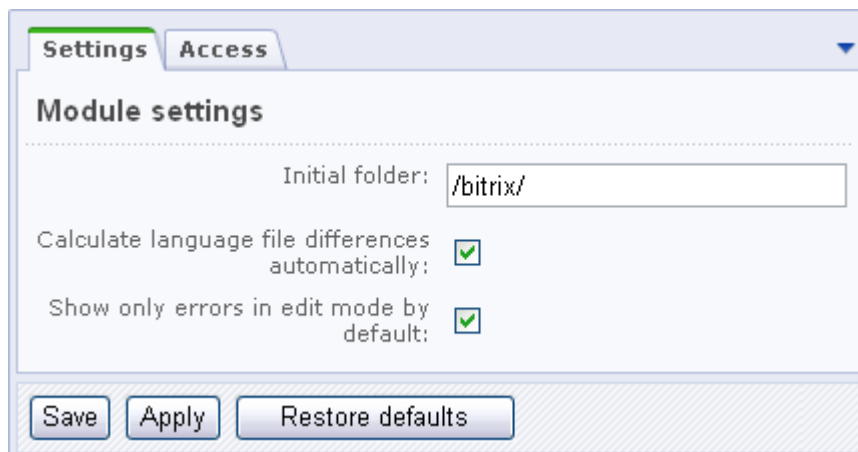 Settings Access
Module settings
Initial folder: /bitrix/
Calculate language file differences
automatically:
Show only errors in edit mode by
default:
Save Apply Restore defaults